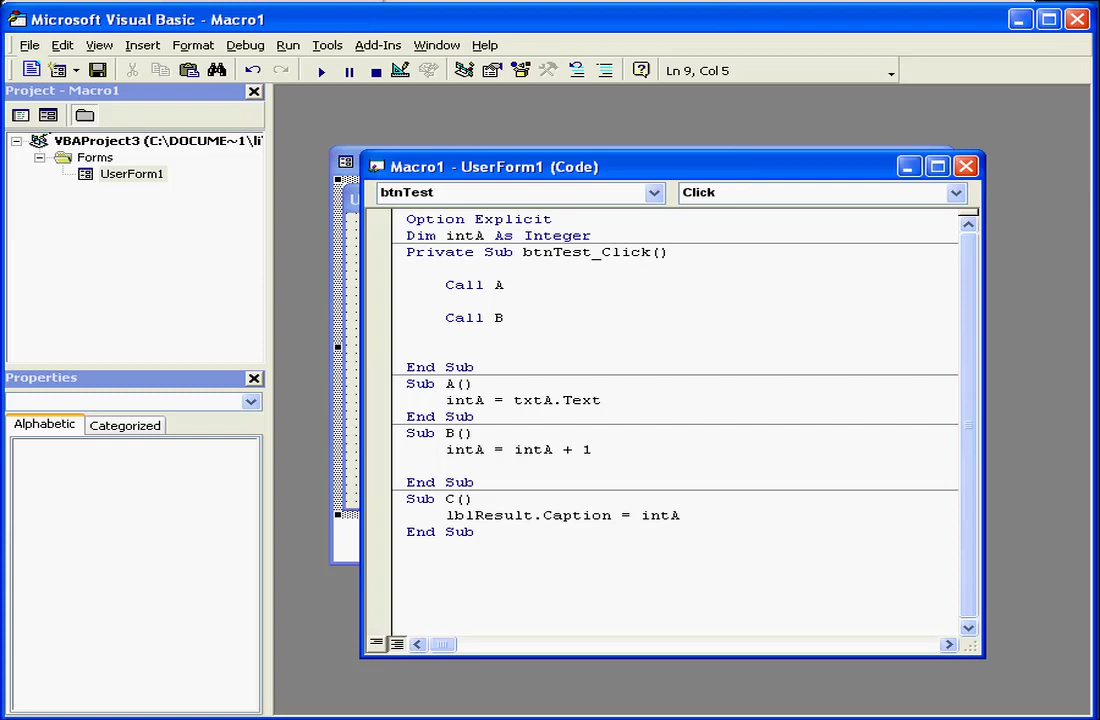 Microsoft Visual Basic - Macro1
File Edit View Insert Format Debug Run Tools Add-Ins Window Help
Ln 9, Col 5
Project - Macro1
VBAProject3 (C:\DOCUME~1\li
Forms
UserForm1
Properties
Alphabetic Categorized
U
Macro1 - UserForm1 (Code)
btnTest Click
Option Explicit
Dim intA As Integer
Private Sub btnTest_Click()
Call A
Call B
End Sub
Sub A()
intA = txtA.Text
End Sub
Sub B()
intA = intA + 1
End Sub
Sub C()
lblResult.Caption = intA
End Sub